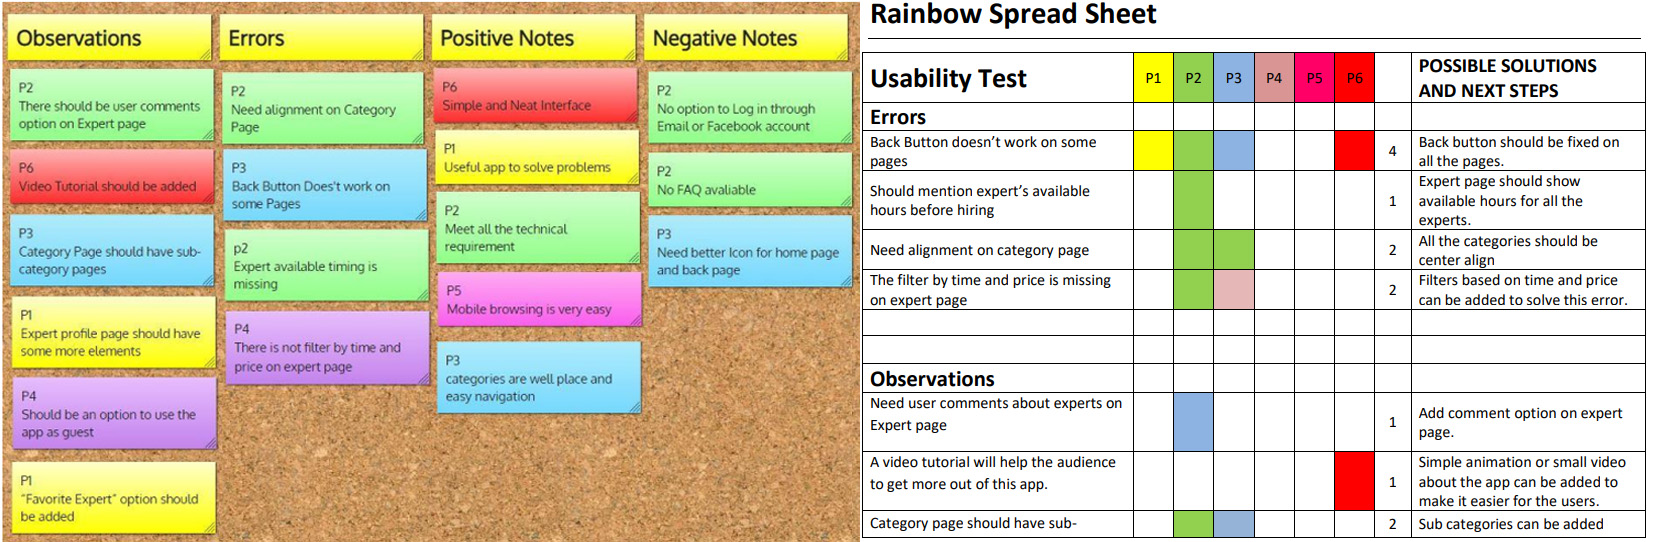 Observations
P2
There should be user comments
option on Expert page
P6
Video Tutorial should be added
P3
Category Page should have sub-
category pages
P1
Expert profile page should have
some more elements
P4
Should be an option to use the
app as guest
P1
"Favorite Expert" option should
be added
Errors
P2
Need alignment on Category
Page
P3
Back Button Does't work on
some Pages
p2
Expert available timing is
missing
P4
There is not filter by time and
price on expert page
Positive Notes
P6
Simple and Neat Interface
P1
Useful app to solve problems
P2
Meet all the technical
requirement
P5
Mobile browsing is very easy
P3
categories are well place and
easy navigation
Negative Notes
P2
No option to Log in through
Email or Facebook account
P2
No FAQ avaliable
P3
Need better Icon for home page
and back page
Rainbow Spread Sheet
Usability Test P1 P2 P3 P4 P5 P6 POSSIBLE SOLUTIONS
AND NEXT STEPS
Errors
Back Button doesn't work on some
pages
4
Back button should be fixed on
all the pages.
Should mention expert's available
hours before hiring
1
Expert page should show
available hours for all the
experts.
Need alignment on category page
2
All the categories should be
center align
The filter by time and price is missing
on expert page
2
Filters based on time and price
can be added to solve this error.
Observations
Need user comments about experts on
Expert page
1
Add comment option on expert
page.
A video tutorial will help the audience
to get more out of this app.
1
Simple animation or small video
about the app can be added to
make it easier for the users.
Category page should have sub-
2
Sub categories can be added